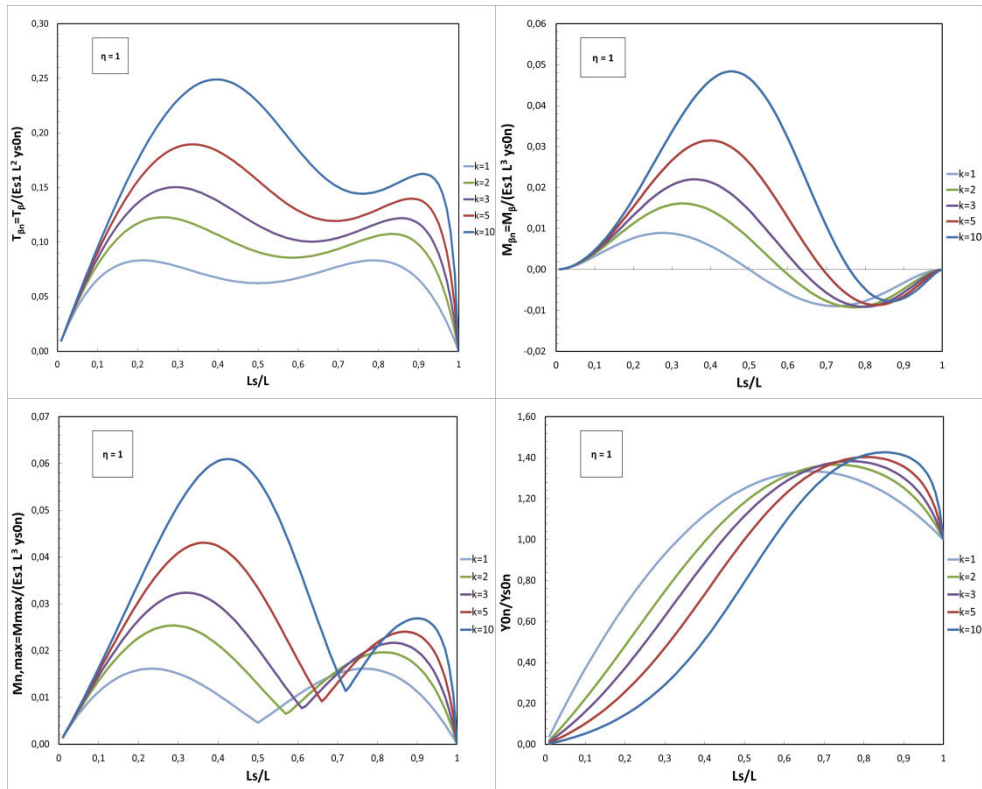 0,30
0,25
0,20
0,15
0,10
0,05
0,00
Tβn=Tβ/(Es1 L² ys0n)
η = 1
0
0,1
0,2
0,3
0,4
0,5
0,6
0,7
0,8
0,9
1
Ls/L
k=1
k=2
k=3
k=5
k=10
0,06
0,05
0,04
0,03
0,02
0,01
0,00
-0,01
-0,02
Mβn=Mβ/(Es1 L³ ys0n)
η = 1
0
0,1
0,2
0,3
0,4
0,5
0,6
0,7
0,8
0,9
1
Ls/L
k=1
k=2
k=3
k=5
k=10
0,07
0,06
0,05
0,04
0,03
0,02
0,01
0,00
Mn,max=Mmax/(Es1 L³ ys0n)
η = 1
0
0,1
0,2
0,3
0,4
0,5
0,6
0,7
0,8
0,9
1
Ls/L
k=1
k=2
k=3
k=5
k=10
1,60
1,40
1,20
1,00
0,80
0,60
0,40
0,20
0,00
Y0n/Ys0n
η = 1
0
0,1
0,2
0,3
0,4
0,5
0,6
0,7
0,8
0,9
1
Ls/L
k=1
k=2
k=3
k=5
k=10